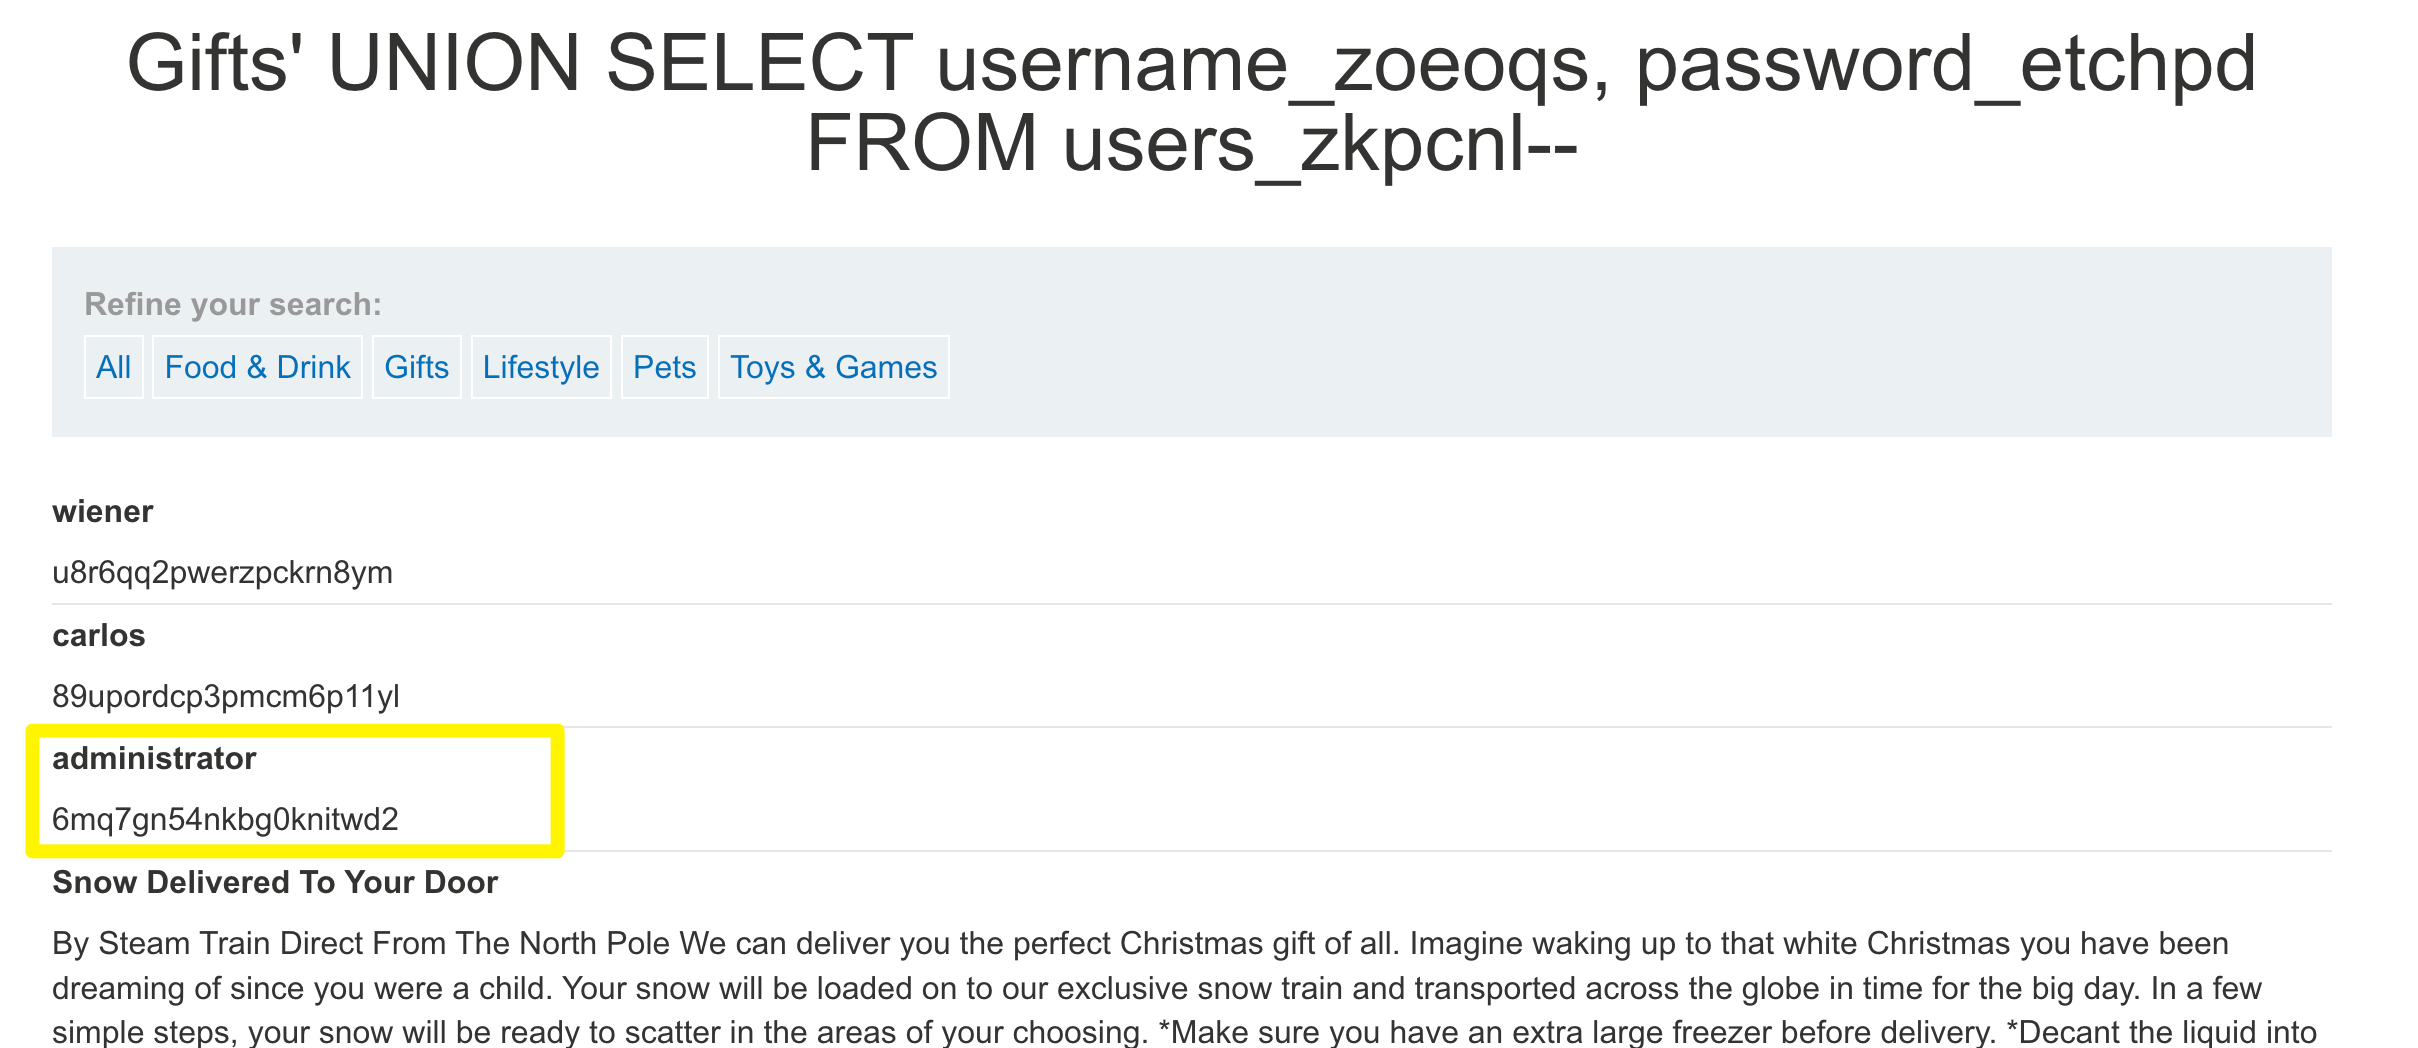 Gifts' UNION SELECT username_zoeoqs, password_etchpd
FROM users_zkpcnl--
Refine your search:
All Food & Drink Gifts Lifestyle Pets Toys & Games
wiener
u8r6qq2pwerzpckrn8ym
carlos
89upordcp3pmcm6p11yl
administrator
6mq7gn54nkbg0knitwd2
Snow Delivered To Your Door
By Steam Train Direct From The North Pole We can deliver you the perfect Christmas gift of all. Imagine waking up to that white Christmas you have been
dreaming of since you were a child. Your snow will be loaded on to our exclusive snow train and transported across the globe in time for the big day. In a few
simple steps, your snow will be ready to scatter in the areas of your choosing. *Make sure you have an extra large freezer before delivery. *Decant the liquid into